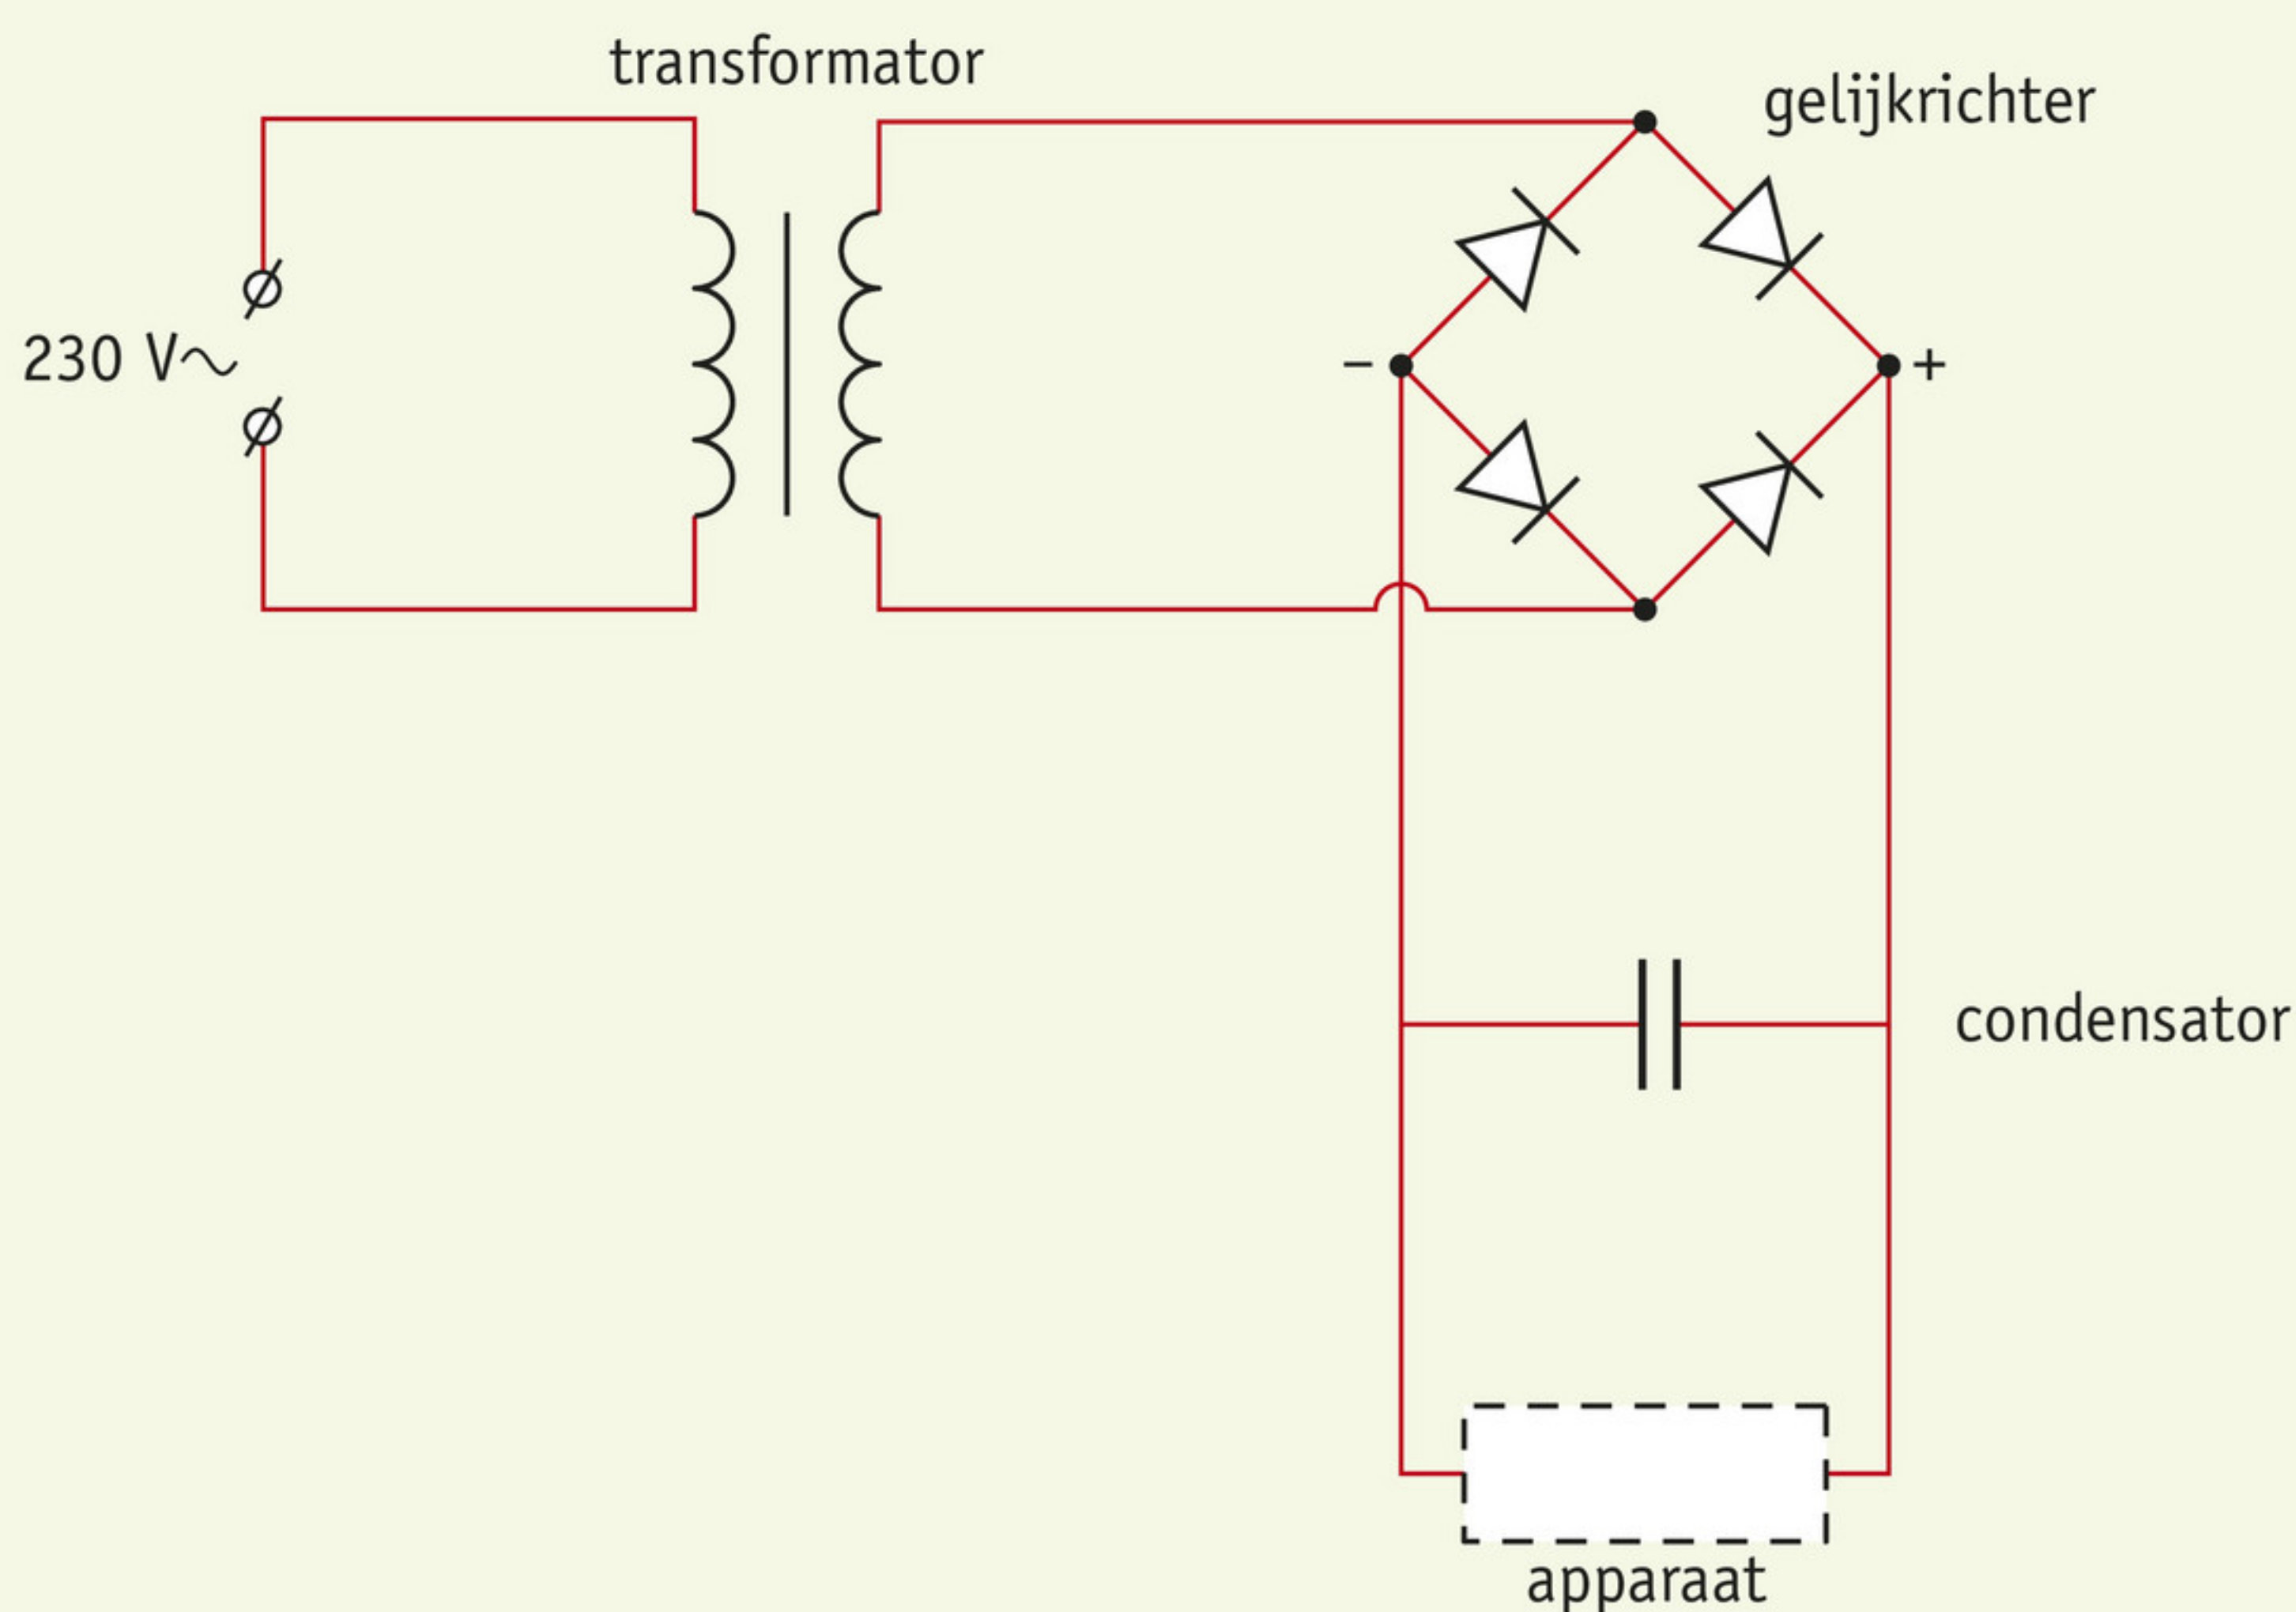 transformator
gelijkrichter
230 V~
− +
condensator
apparaat